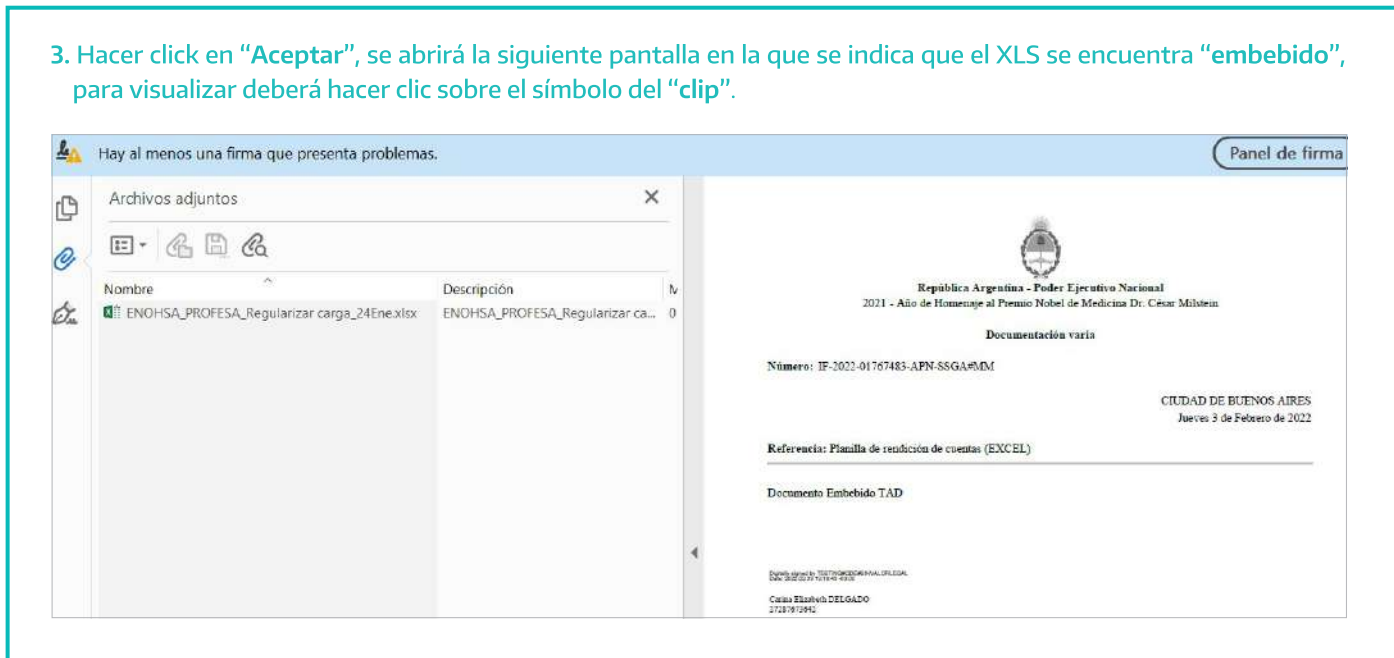 3. Hacer click en “Aceptar”, se abrirá la siguiente pantalla en la que se indica que el XLS se encuentra “embebido”,
para visualizar deberá hacer clic sobre el símbolo del “clip”.
Hay al menos una firma que presenta problemas.
Panel de firma
Archivos adjuntos
Nombre
Descripción
ENOHSA_PROFESA_Regularizar carga_24Ene.xlsx
ENOHSA_PROFESA_Regularizar ca...
0
República Argentina - Poder Ejecutivo Nacional
2021 - Año de Homenaje al Premio Nobel de Medicina Dr. César Milstein
Documentación varia
Número: IF-2022-01767483-APN-SSGA#MM
CIUDAD DE BUENOS AIRES
Jueves 3 de Febrero de 2022
Referencia: Planilla de rendición de cuentas (EXCEL)
Documento Embebido TAD
Digitally signed by
Carina Elizabeth DELGADO
27287673642